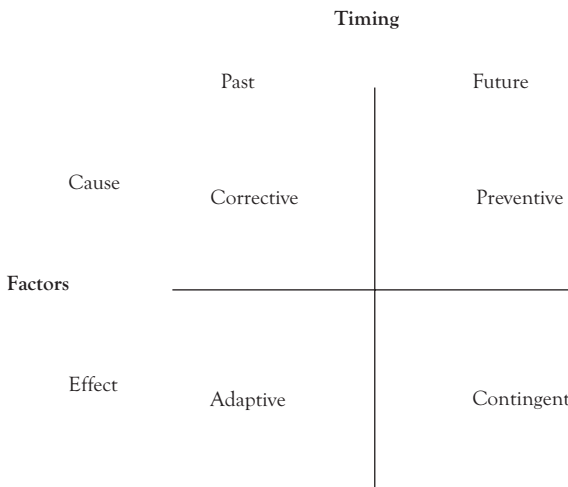 Timing
Past Future
Cause
Corrective Preventive
Factors
Effect
Adaptive Contingent